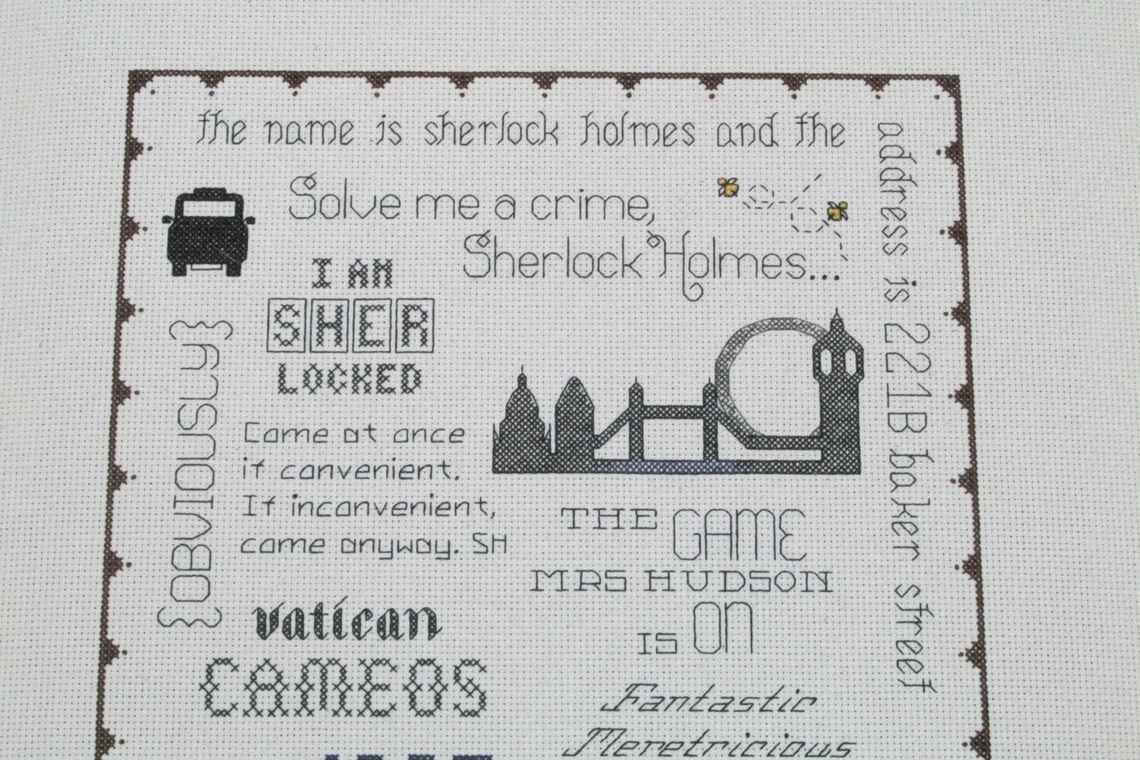 the name is sherlock holmes and the
address is 221B baker street
Solve me a crime,
Sherlock Holmes...
I AM
SHER
LOCKED
{OBVIOUSLY}
Come at once
if convenient.
If inconvenient,
come anyway. SH
THE GAME
MRS HUDSON
IS ON
vatican
CAMEOS
Fantastic
Meretricious